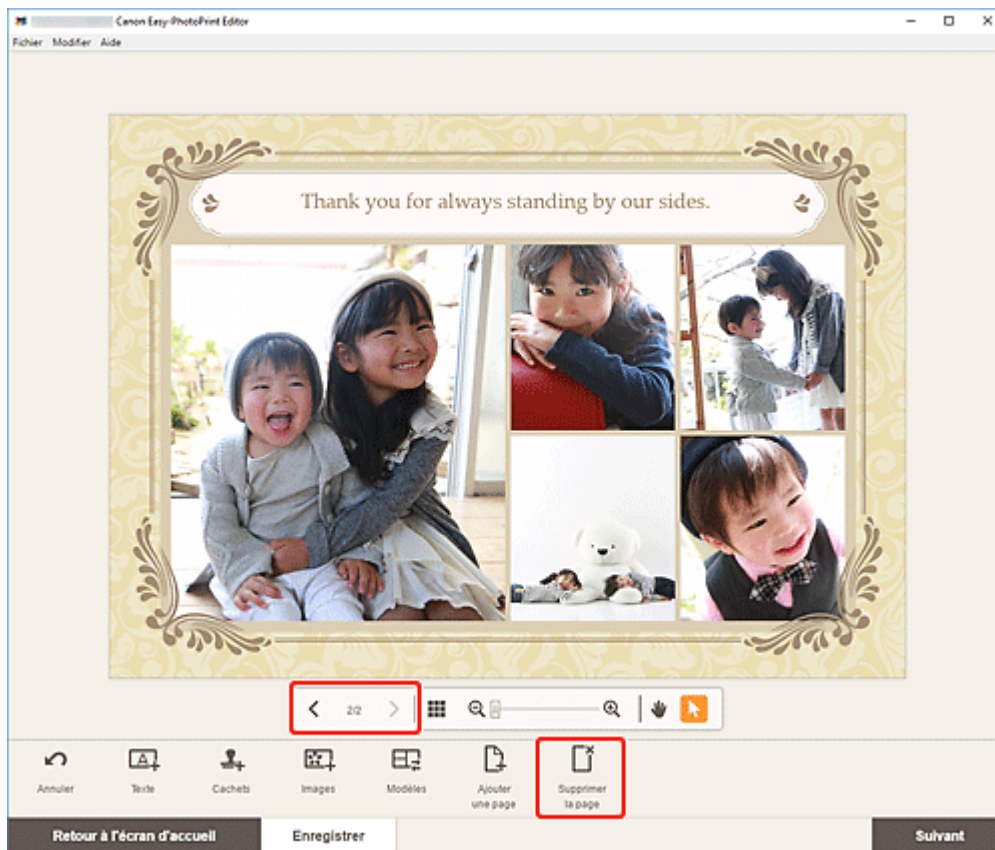 Canon Easy-PhotoPrint Editor
Fichier Modifier Aide
Thank you for always standing by our sides.
2/2
Annuler
Texte
Cachets
Images
Modèles
Ajouter
une page
Supprimer
la page
Retour à l'écran d'accueil
Enregistrer
Suivant